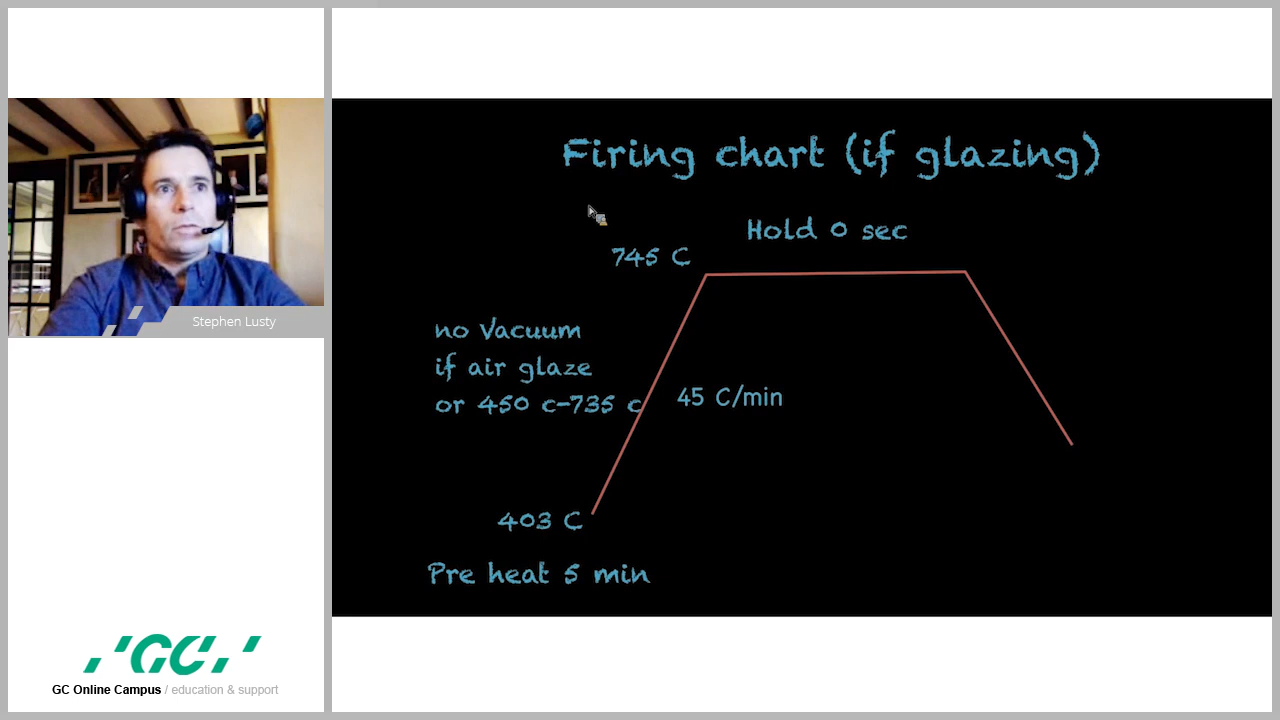 Firing chart (if glazing)
Hold 0 sec
745 C
no Vacuum
if air glaze
or 450 c-735 c
45 C/min
403 C
Pre heat 5 min
Stephen Lusty
GC
GC Online Campus / education & support